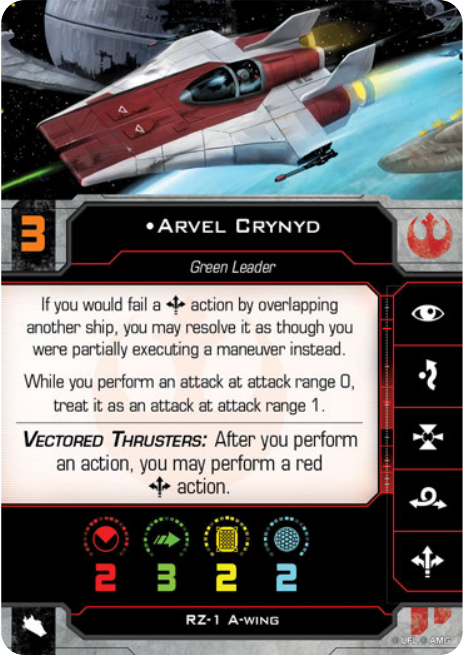 3
•Arvel Crynyd
Green Leader
If you would fail a action by overlapping
another ship, you may resolve it as though you
were partially executing a maneuver instead.
While you perform an attack at attack range 0,
treat it as an attack at attack range 1.
Vectored Thrusters: After you perform
an action, you may perform a red
action.
2 3 2 2
RZ-1 A-wing
© LFL © AMG